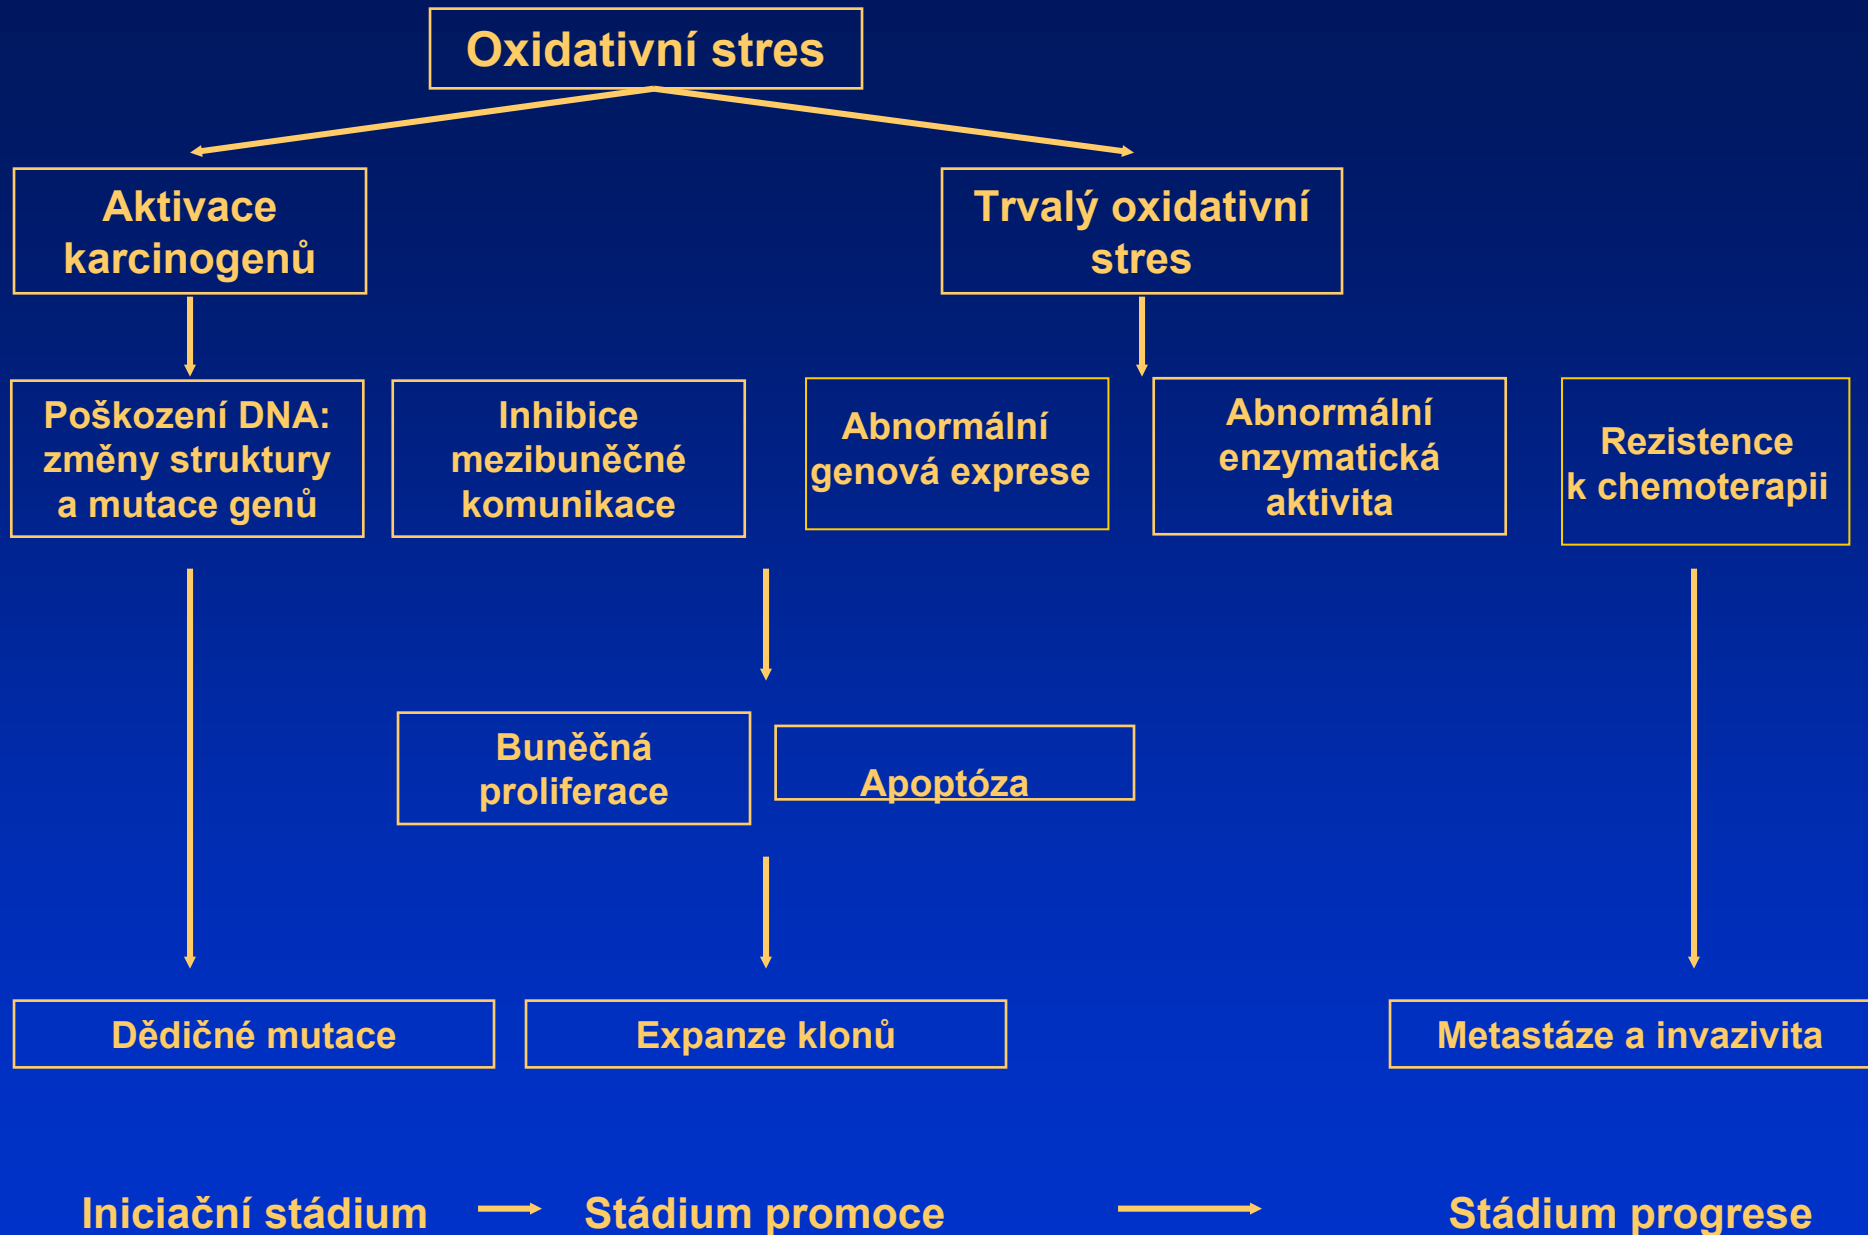 Oxidativní stres
Aktivace
karcinogenů
Trvalý oxidativní
stres
Poškození DNA:
změny struktury
a mutace genů
Inhibice
mezibuněčné
komunikace
Abnormální
genová exprese
Abnormální
enzymatická
aktivita
Rezistence
k chemoterapii
Buněčná
proliferace
Apoptóza
Dědičné mutace
Expanze klonů
Metastáze a invazivita
Iniciační stádium
Stádium promoce
Stádium progrese